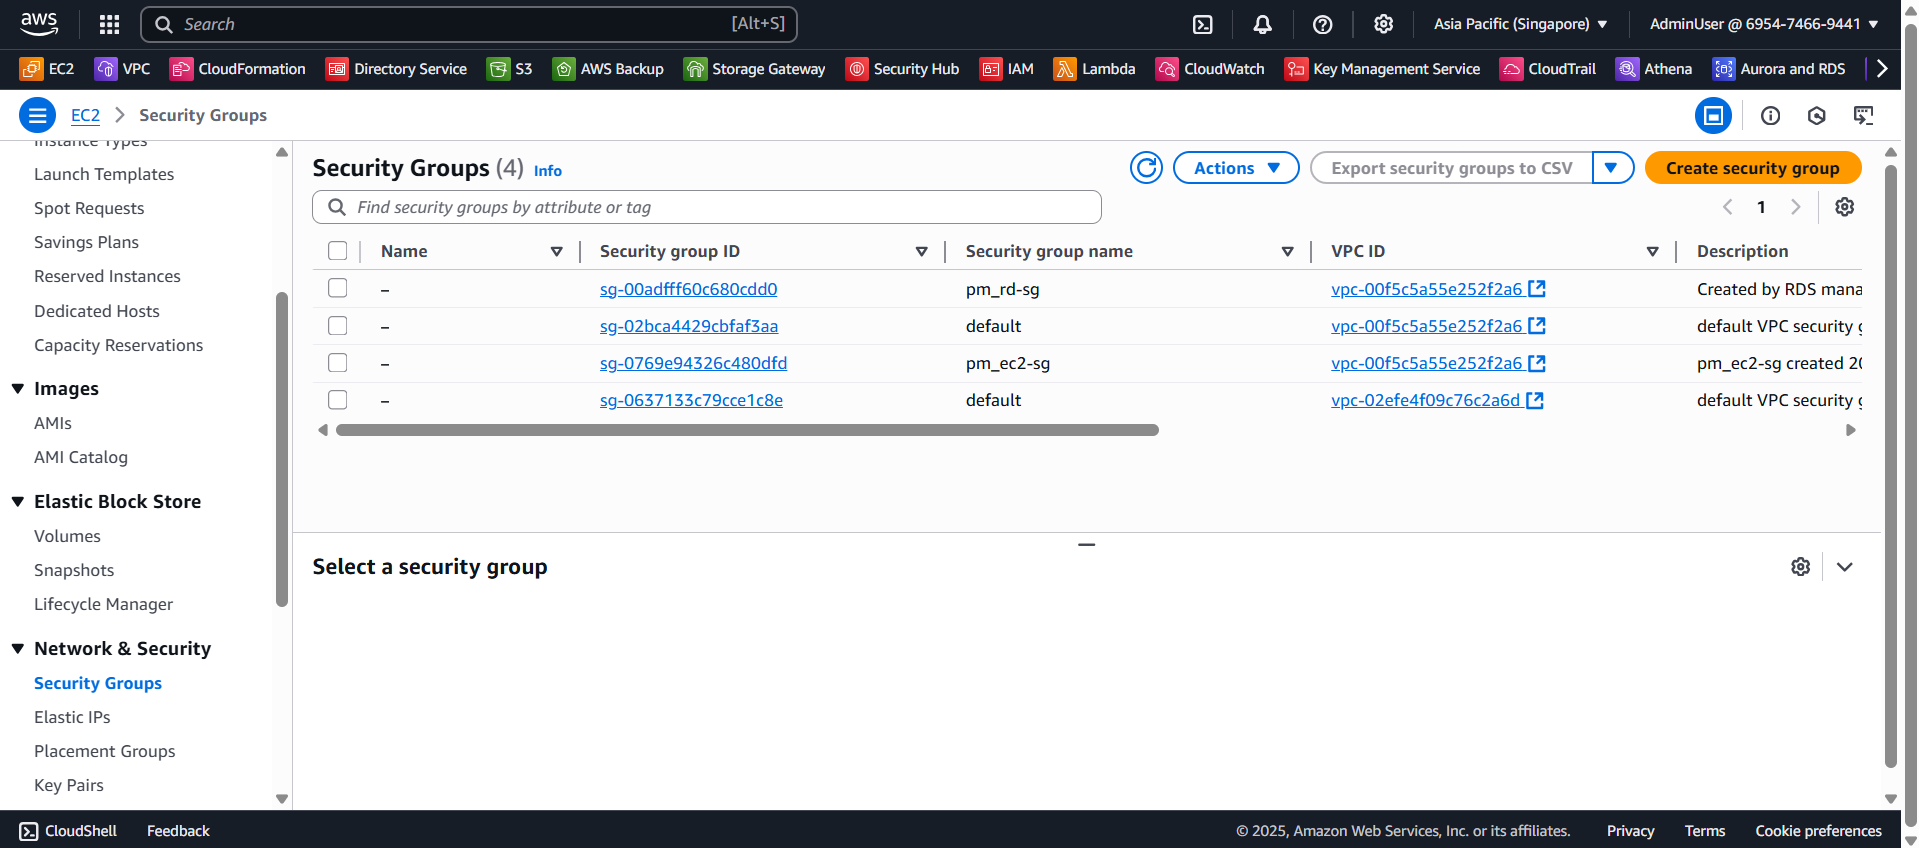 aws
Search [Alt+S]
Asia Pacific (Singapore)
AdminUser @ 6954-7466-9441
EC2 VPC CloudFormation Directory Service S3 AWS Backup Storage Gateway Security Hub IAM Lambda CloudWatch Key Management Service CloudTrail Athena Aurora and RDS
EC2 Security Groups
Instance Types
Launch Templates
Spot Requests
Savings Plans
Reserved Instances
Dedicated Hosts
Capacity Reservations
Images
AMIs
AMI Catalog
Elastic Block Store
Volumes
Snapshots
Lifecycle Manager
Network & Security
Security Groups
Elastic IPs
Placement Groups
Key Pairs
Security Groups (4) Info
Actions
Export security groups to CSV
Create security group
Find security groups by attribute or tag
1
Name Security group ID Security group name VPC ID Description
– sg-00adfff60c680cdd0 pm_rd-sg vpc-00f5c5a55e252f2a6 Created by RDS mana
– sg-02bca4429cbfaf3aa default vpc-00f5c5a55e252f2a6 default VPC security g
– sg-0769e94326c480dfd pm_ec2-sg vpc-00f5c5a55e252f2a6 pm_ec2-sg created 20
– sg-0637133c79cce1c8e default vpc-02efe4f09c76c2a6d default VPC security g
Select a security group
CloudShell Feedback
© 2025, Amazon Web Services, Inc. or its affiliates. Privacy Terms Cookie preferences